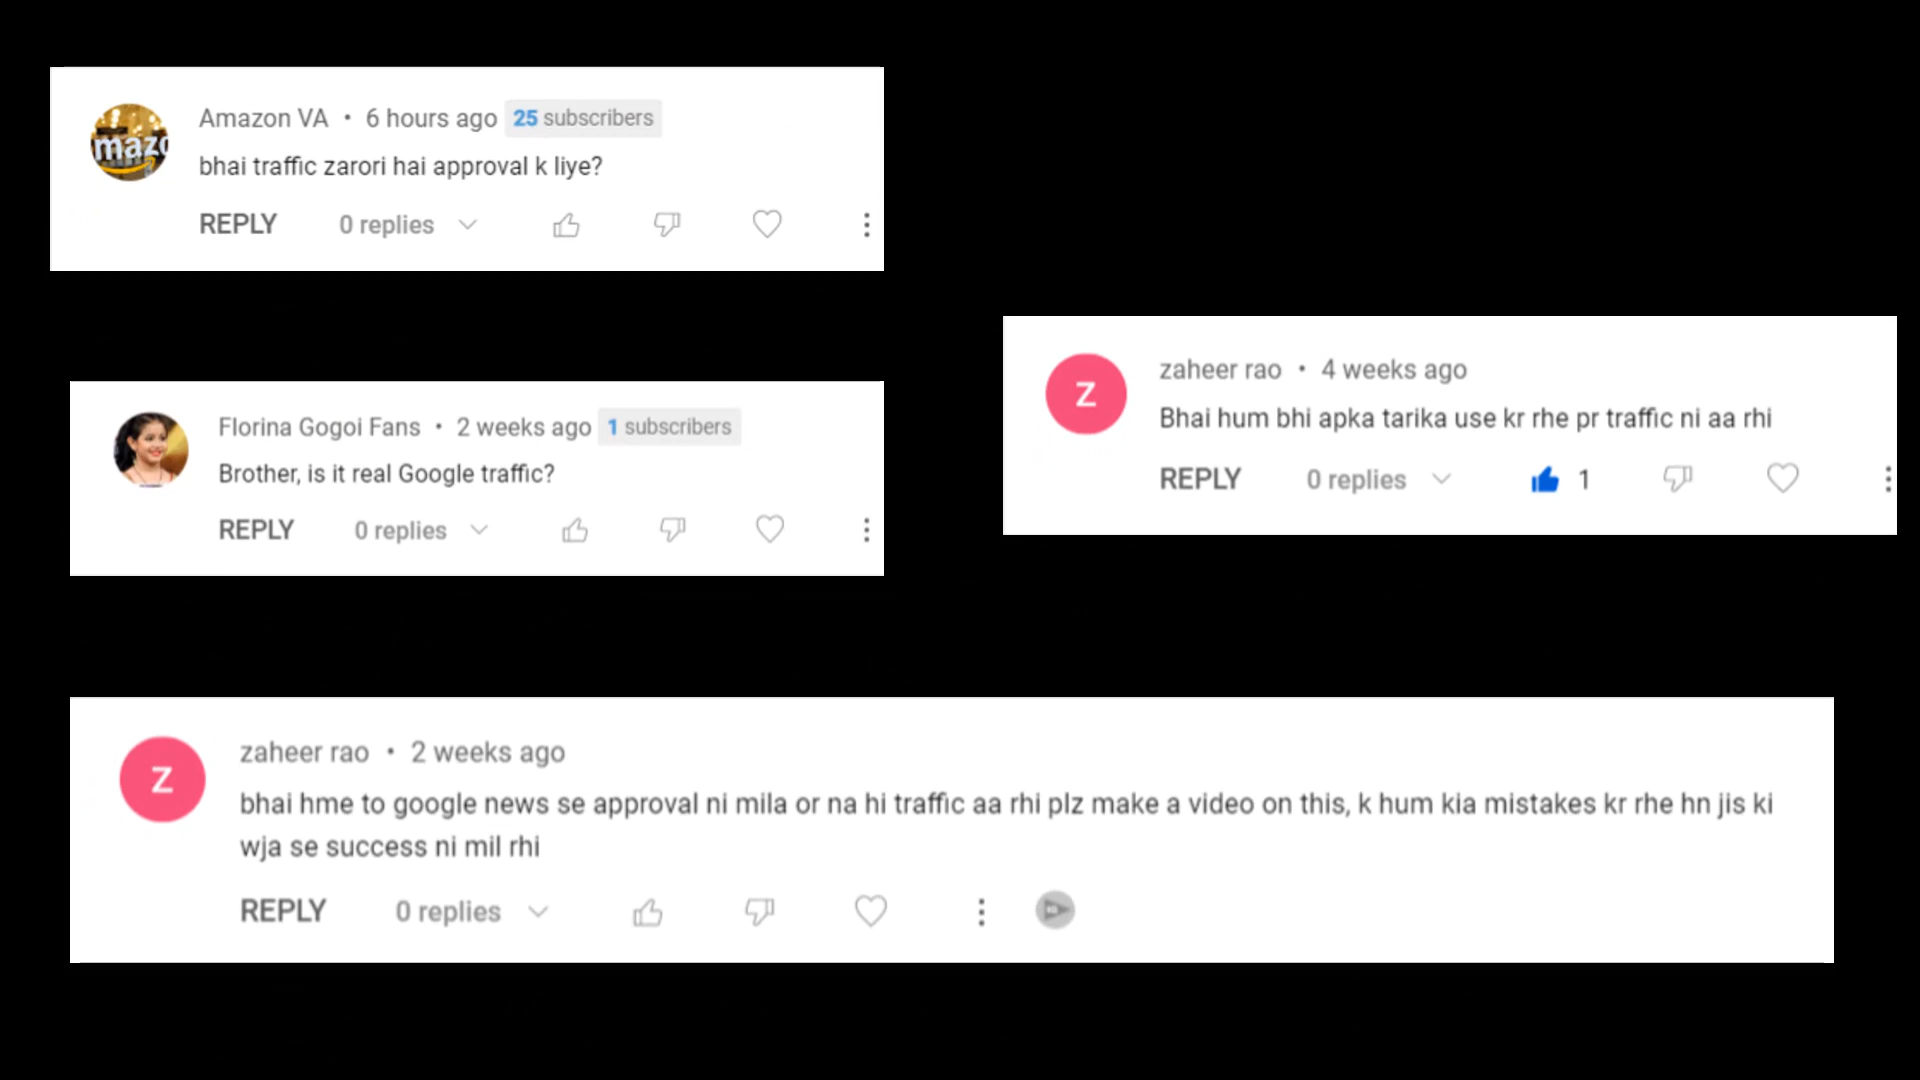 Amazon VA • 6 hours ago 25 subscribers
bhai traffic zarori hai approval k liye?
REPLY 0 replies
mazo
Florina Gogoi Fans • 2 weeks ago 1 subscribers
Brother, is it real Google traffic?
REPLY 0 replies
Z
zaheer rao • 4 weeks ago
Bhai hum bhi apka tarika use kr rhe pr traffic ni aa rhi
REPLY 0 replies 1
Z
zaheer rao • 2 weeks ago
bhai hme to google news se approval ni mila or na hi traffic aa rhi plz make a video on this, k hum kia mistakes kr rhe hn jis ki
wja se success ni mil rhi
REPLY 0 replies